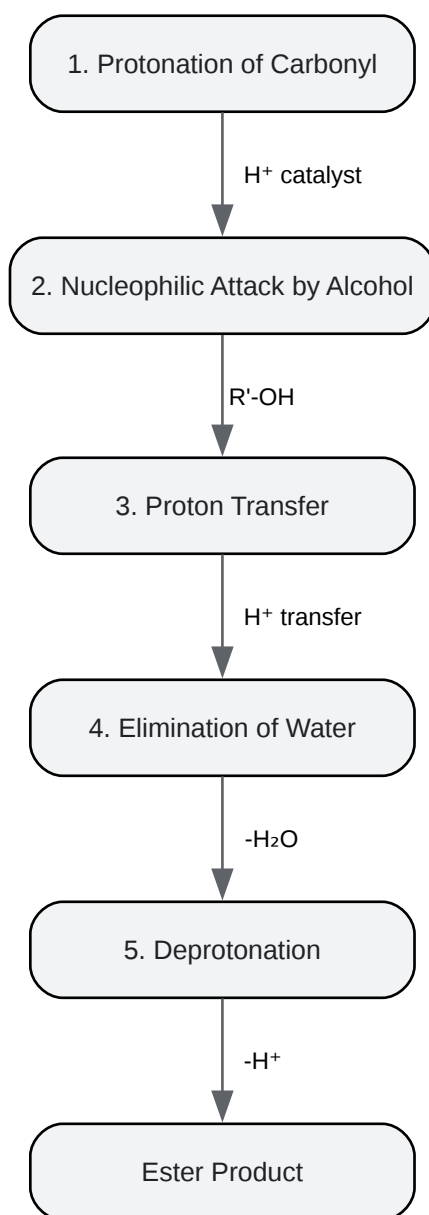 1. Protonation of Carbonyl
H⁺ catalyst
2. Nucleophilic Attack by Alcohol
R'-OH
3. Proton Transfer
H⁺ transfer
4. Elimination of Water
-H₂O
5. Deprotonation
-H⁺
Ester Product